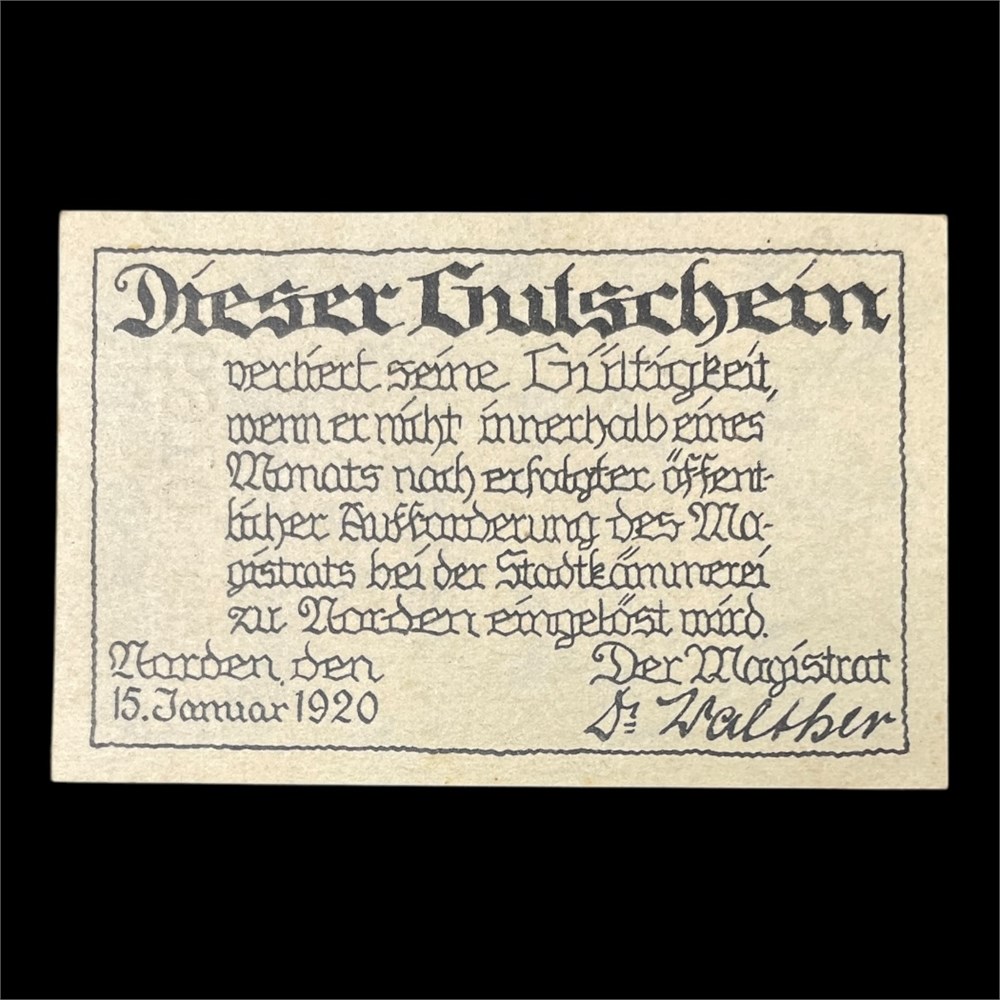 Dieser Gutschein
verliert seine Gültigkeit,
wenn er nicht innerhalb eines
Monats nach erfolgter öffent-
licher Aufforderung des Ma-
gistrats bei der Stadtkämmerei
zu Norden eingelöst wird.
Norden, den
15. Januar 1920
Der Magistrat
Dr. Walther